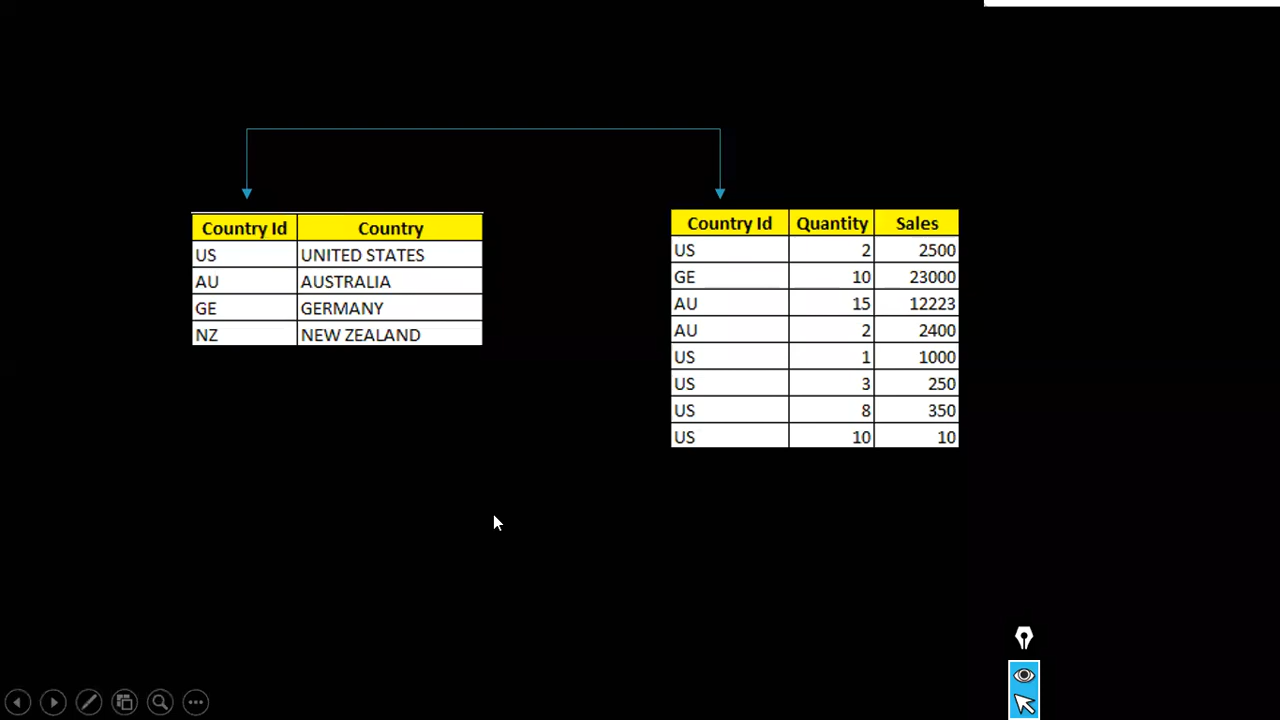 Country Id Country
US UNITED STATES
AU AUSTRALIA
GE GERMANY
NZ NEW ZEALAND
Country Id Quantity Sales
US 2 2500
GE 10 23000
AU 15 12223
AU 2 2400
US 1 1000
US 3 250
US 8 350
US 10 10